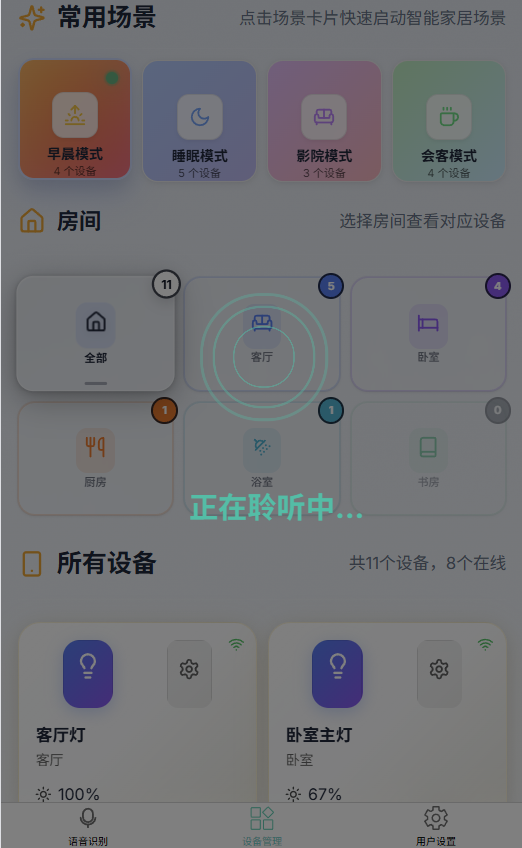 常用场景 点击场景卡片快速启动智能家居场景
早晨模式 睡眠模式 影院模式 会客模式
4 个设备 5 个设备 3 个设备 4 个设备
房间 选择房间查看对应设备
11 5 4
全部 客厅 卧室
1 1 0
厨房 浴室 书房
正在聆听中...
所有设备 共11个设备，8个在线
客厅灯 卧室主灯
客厅 卧室
100% 67%
语音识别 设备管理 用户设置